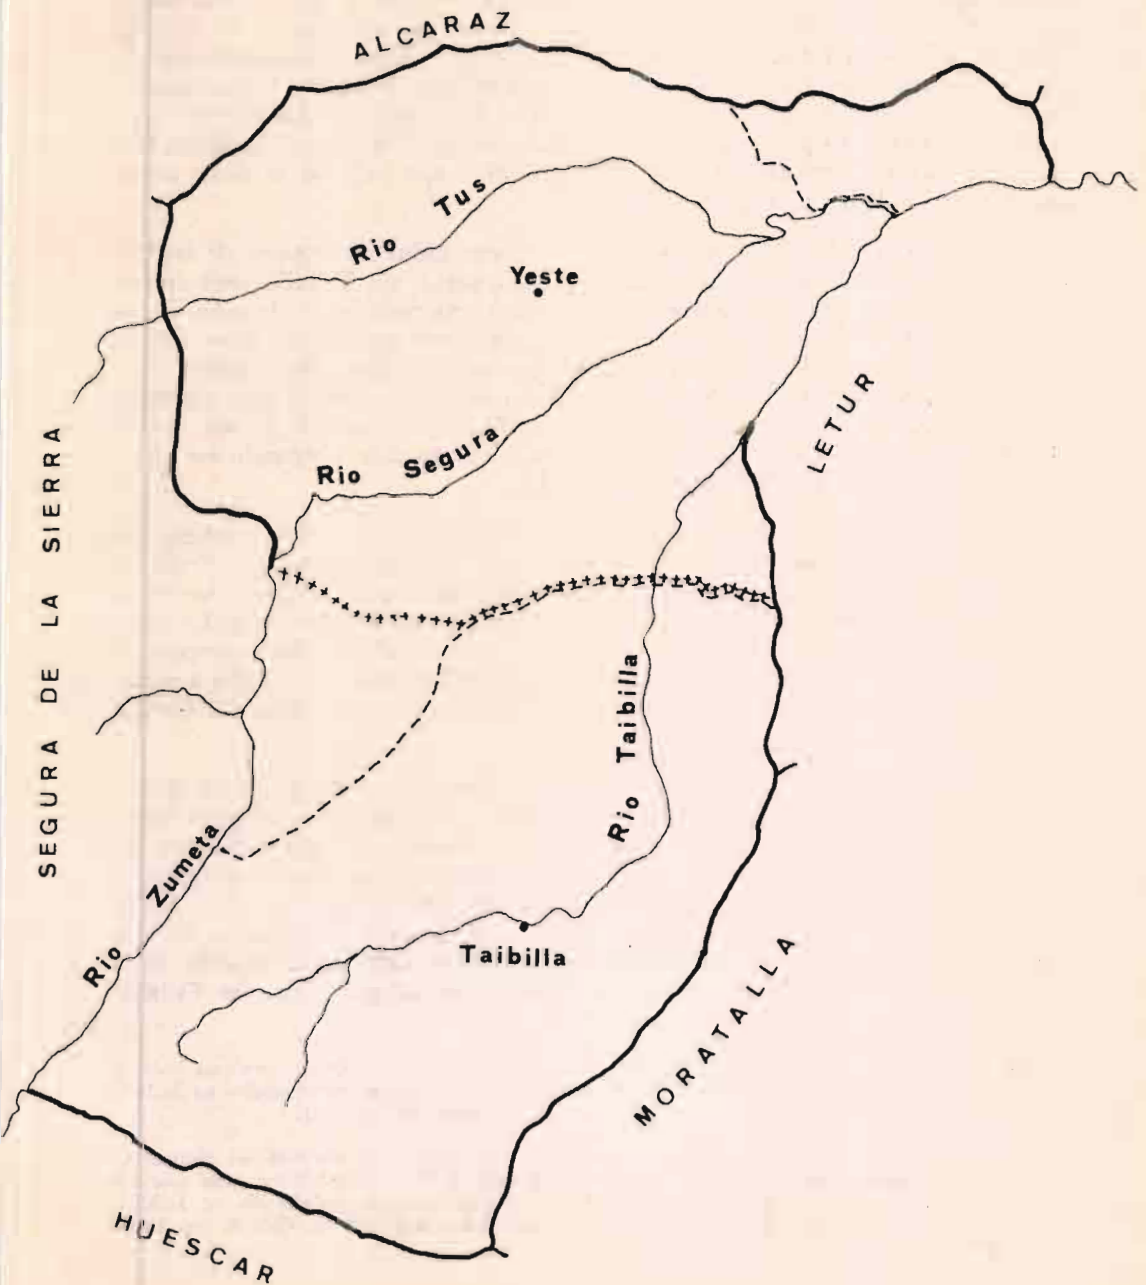 ALCARAZ
Rio Tus
Yeste
LETUR
Rio Segura
SEGURA DE LA SIERRA
Rio Taibilla
Rio Zumeta
Taibilla
MORATALLA
HUESCAR